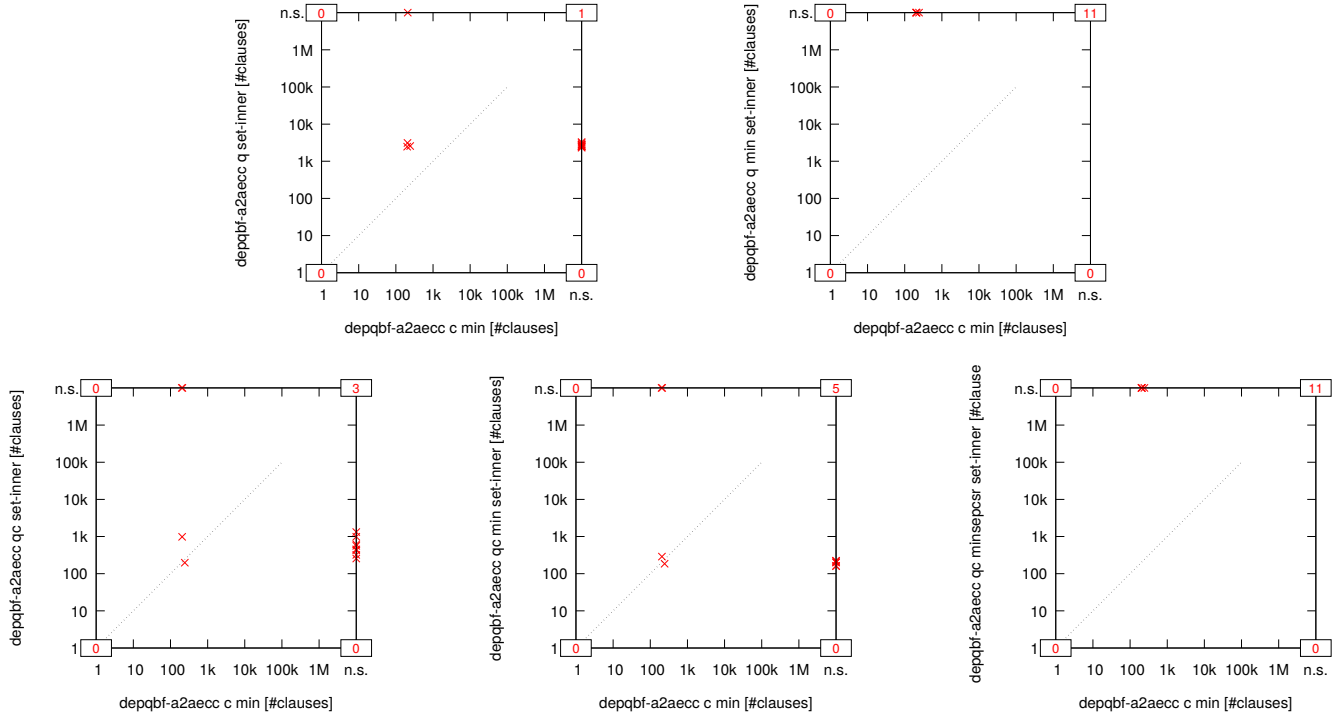 n.s.
0
1
1M
100k
10k
1k
100
10
1
0
0
1
10
100
1k
10k
100k
1M
n.s.
depqbf-a2aecc q set-inner [#clauses]
depqbf-a2aecc c min [#clauses]
n.s.
0
11
1M
100k
10k
1k
100
10
1
0
0
1
10
100
1k
10k
100k
1M
n.s.
depqbf-a2aecc q min set-inner [#clauses]
depqbf-a2aecc c min [#clauses]
n.s.
0
3
1M
100k
10k
1k
100
10
1
0
0
1
10
100
1k
10k
100k
1M
n.s.
depqbf-a2aecc qc set-inner [#clauses]
depqbf-a2aecc c min [#clauses]
n.s.
0
5
1M
100k
10k
1k
100
10
1
0
0
1
10
100
1k
10k
100k
1M
n.s.
depqbf-a2aecc qc min set-inner [#clauses]
depqbf-a2aecc c min [#clauses]
n.s.
0
11
1M
100k
10k
1k
100
10
1
0
0
1
10
100
1k
10k
100k
1M
n.s.
depqbf-a2aecc qc minsepcsr set-inner [#clause
depqbf-a2aecc c min [#clauses]